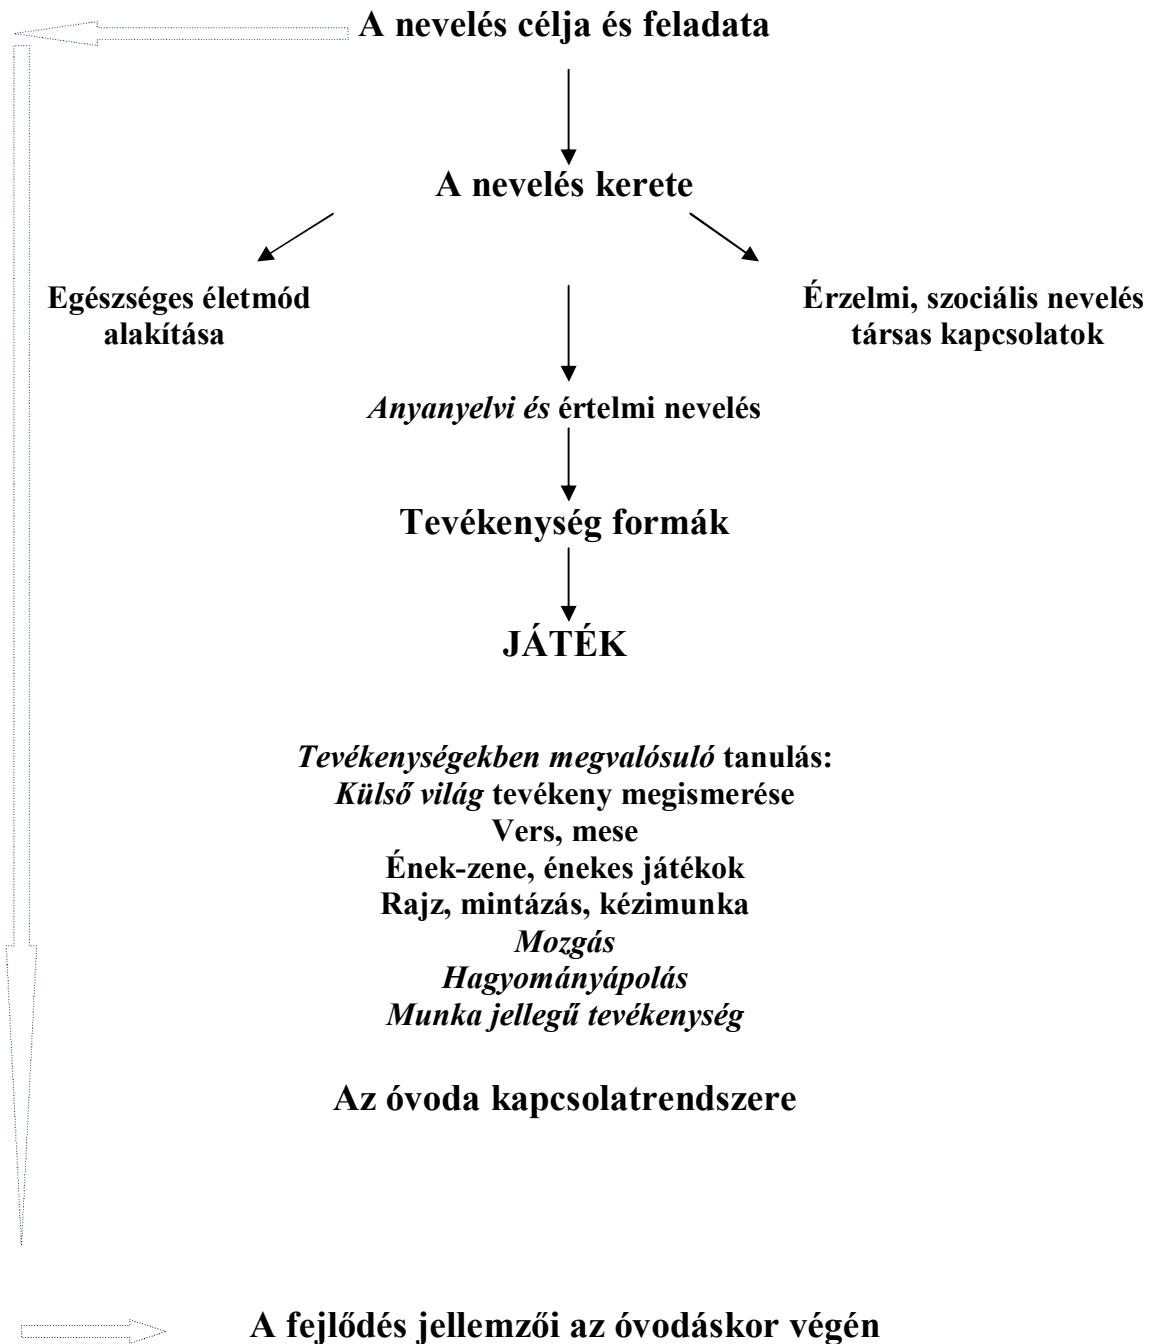 A nevelés célja és feladata
A nevelés kerete
Egészséges életmód
alakítása
Érzelmi, szociális nevelés
társas kapcsolatok
Anyanyelvi és értelmi nevelés
Tevékenység formák
JÁTÉK
Tevékenységekben megvalósuló tanulás:
Külső világ tevékeny megismerése
Vers, mese
Ének-zene, énekes játékok
Rajz, mintázás, kézimunka
Mozgás
Hagyományápolás
Munka jellegű tevékenység
Az óvoda kapcsolatrendszere
A fejlődés jellemzői az óvodáskor végén